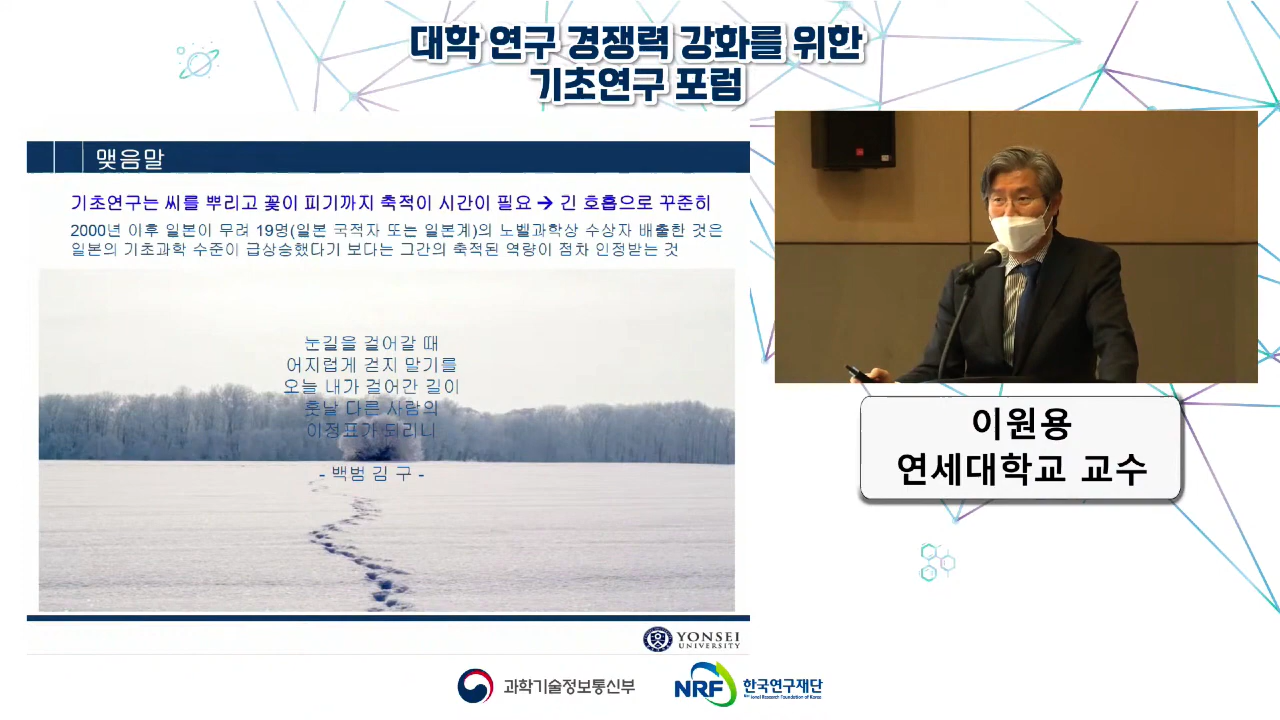 대학 연구 경쟁력 강화를 위한
기초연구 포럼
맺음말
기초연구는 씨를 뿌리고 꽃이 피기까지 축적이 시간이 필요 → 긴 호흡으로 꾸준히
2000년 이후 일본이 무려 19명(일본 국적자 또는 일본계)의 노벨과학상 수상자 배출한 것은
일본의 기초과학 수준이 급상승했다기 보다는 그간의 축적된 역량이 점차 인정받는 것
눈길을 걸어갈 때
어지럽게 걷지 말기를
오늘 내가 걸어간 길이
훗날 다른 사람의
이정표가 되리니
- 백범 김 구 -
YONSEI
UNIVERSITY
이원용
연세대학교 교수
과학기술정보통신부
NRF 한국연구재단
National Research Foundation of Korea